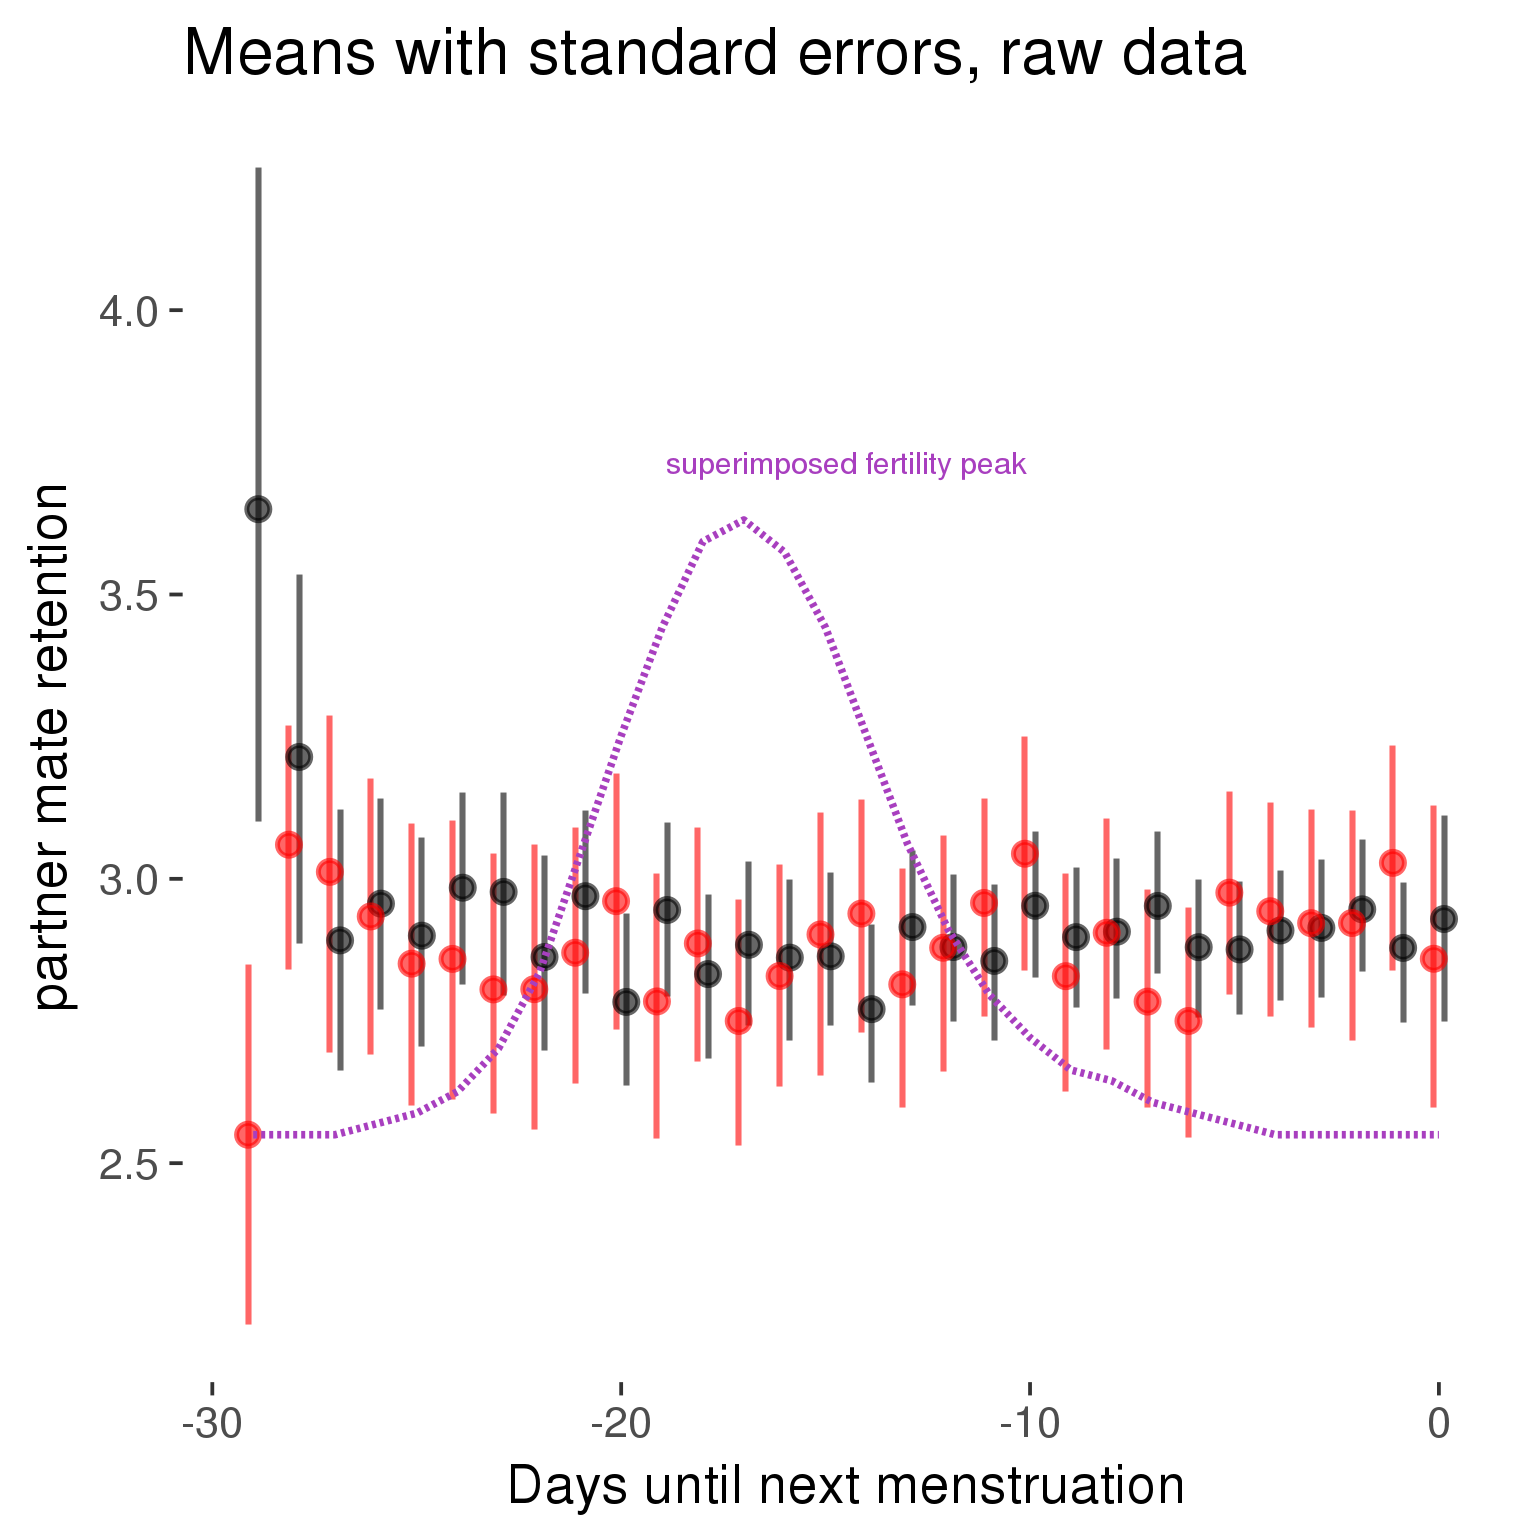 Means with standard errors, raw data
partner mate retention
4.0
3.5
3.0
2.5
superimposed fertility peak
-30
-20
-10
0
Days until next menstruation